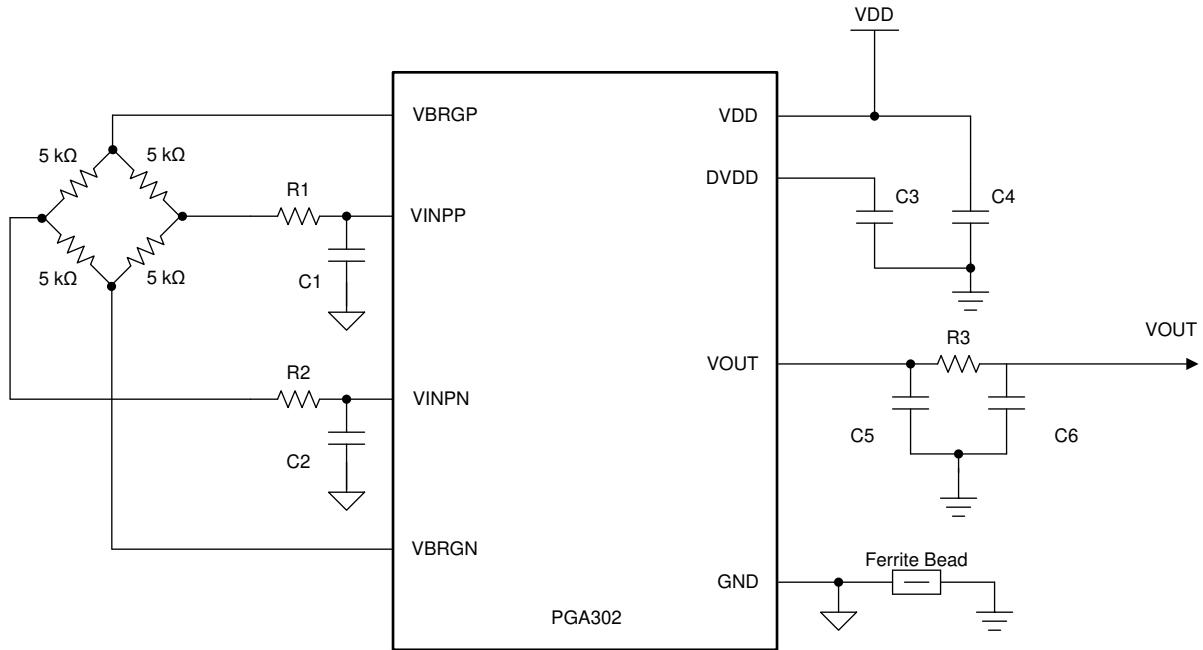 VDD
VBRGP
VDD
5 kΩ
5 kΩ
DVDD
R1
C3
C4
VINPP
5 kΩ
5 kΩ
C1
VOUT
R3
VOUT
R2
VINPN
C5
C6
C2
VBRGN
Ferrite Bead
GND
PGA302